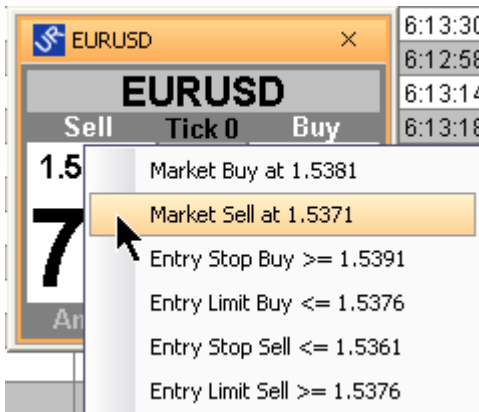 EURUSD
6:13:30
6:12:58
6:13:14
6:13:18
EURUSD
Sell Tick 0 Buy
1.5
7
Market Buy at 1.5381
Market Sell at 1.5371
Entry Stop Buy >= 1.5391
Entry Limit Buy <= 1.5376
Entry Stop Sell <= 1.5361
Entry Limit Sell >= 1.5376